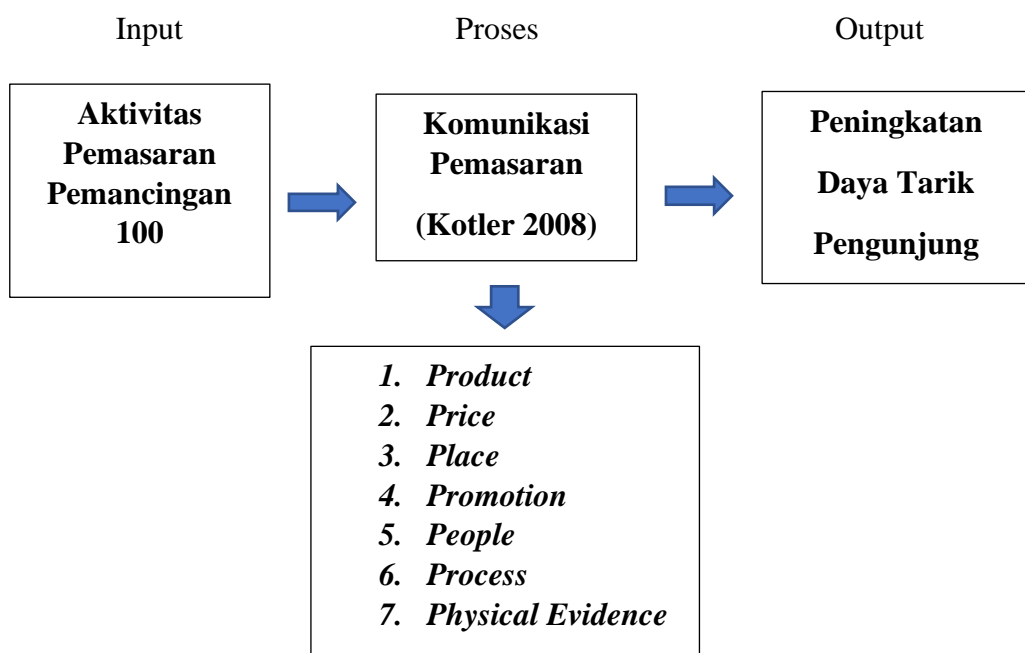 Input
Proses
Output
Aktivitas
Pemasaran
Pemancingan
100
Komunikasi
Pemasaran
(Kotler 2008)
Peningkatan
Daya Tarik
Pengunjung
1. Product
2. Price
3. Place
4. Promotion
5. People
6. Process
7. Physical Evidence